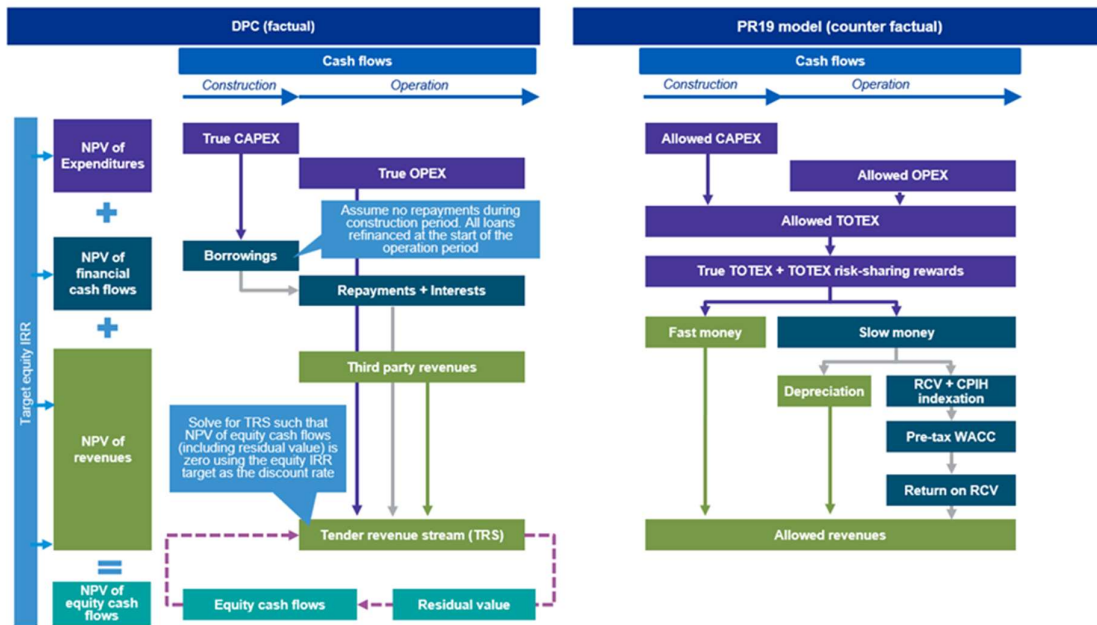 DPC (factual)
PR19 model (counter factual)
Cash flows
Cash flows
Construction
Operation
Construction
Operation
Target equity IRR
NPV of
Expenditures
+
NPV of
financial
cash flows
+
NPV of
revenues
=
NPV of
equity cash
flows
True CAPEX
True OPEX
Assume no repayments during
construction period. All loans
refinanced at the start of the
operation period
Borrowings
Repayments + Interests
Third party revenues
Solve for TRS such that
NPV of equity cash flows
(including residual value) is
zero using the equity IRR
target as the discount rate
Tender revenue stream (TRS)
Equity cash flows
Residual value
Allowed CAPEX
Allowed OPEX
Allowed TOTEX
True TOTEX + TOTEX risk-sharing rewards
Fast money
Slow money
Depreciation
RCV + CPIH
indexation
Pre-tax WACC
Return on RCV
Allowed revenues